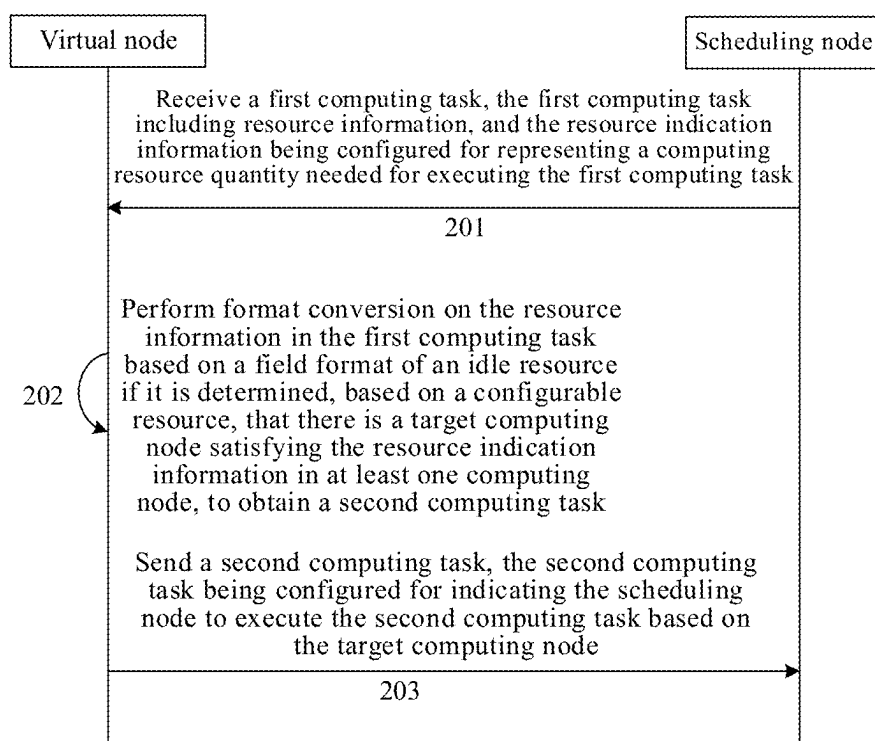 Virtual node
Scheduling node
Receive a first computing task, the first computing task
including resource information, and the resource indication
information being configured for representing a computing
resource quantity needed for executing the first computing task
201
Perform format conversion on the resource
information in the first computing task
based on a field format of an idle resource
if it is determined, based on a configurable
resource, that there is a target computing
node satisfying the resource indication
information in at least one computing
node, to obtain a second computing task
202
Send a second computing task, the second computing
task being configured for indicating the scheduling
node to execute the second computing task based on
the target computing node
203